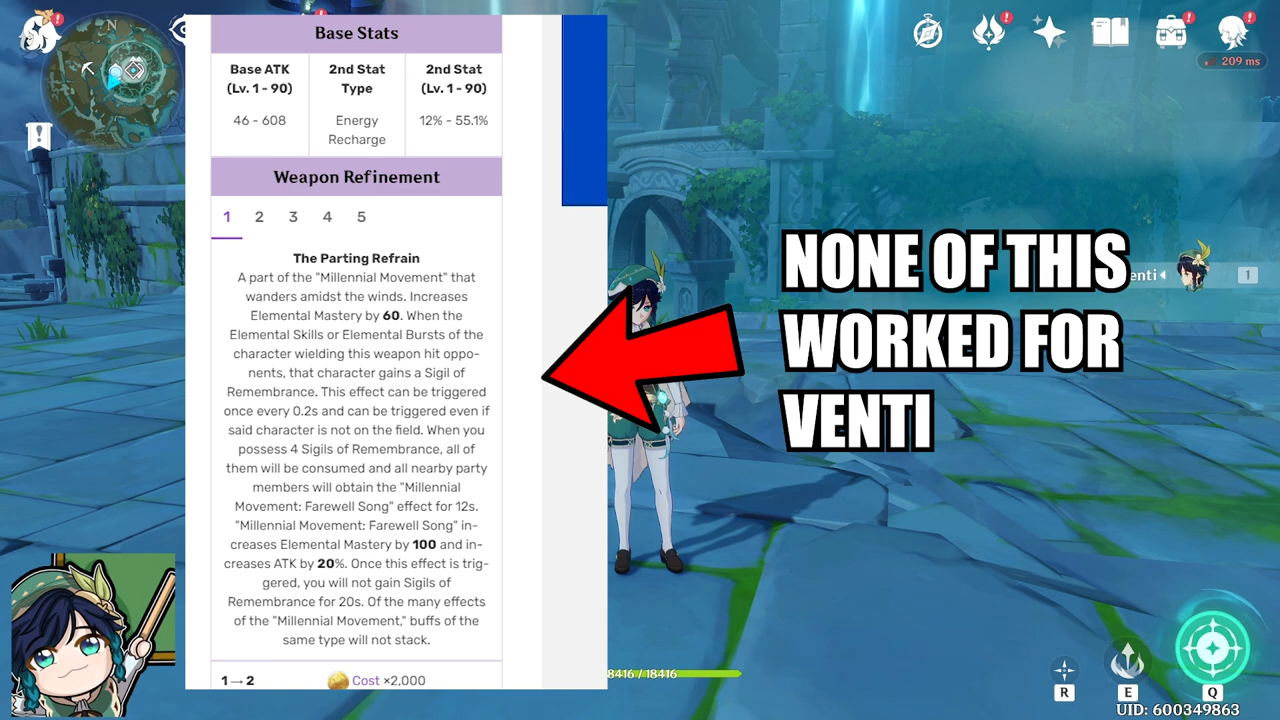 N
209 ms
Base Stats
Base ATK
(Lv. 1 - 90)
2nd Stat
Type
2nd Stat
(Lv. 1 - 90)
46 - 608
Energy
Recharge
12% - 55.1%
Weapon Refinement
1 2 3 4 5
The Parting Refrain
A part of the "Millennial Movement" that
wanders amidst the winds. Increases
Elemental Mastery by 60. When the
Elemental Skills or Elemental Bursts of the
character wielding this weapon hit oppo-
nents, that character gains a Sigil of
Remembrance. This effect can be triggered
once every 0.2s and can be triggered even if
said character is not on the field. When you
possess 4 Sigils of Remembrance, all of
them will be consumed and all nearby party
members will obtain the "Millennial
Movement: Farewell Song" effect for 12s.
"Millennial Movement: Farewell Song" in-
creases Elemental Mastery by 100 and in-
creases ATK by 20%. Once this effect is trig-
gered, you will not gain Sigils of
Remembrance for 20s. Of the many effects
of the "Millennial Movement," buffs of the
same type will not stack.
1→2 Cost ×2,000
NONE OF THIS
WORKED FOR
VENTI
enti
1
8416 / 18416
R E Q
UID: 600349863